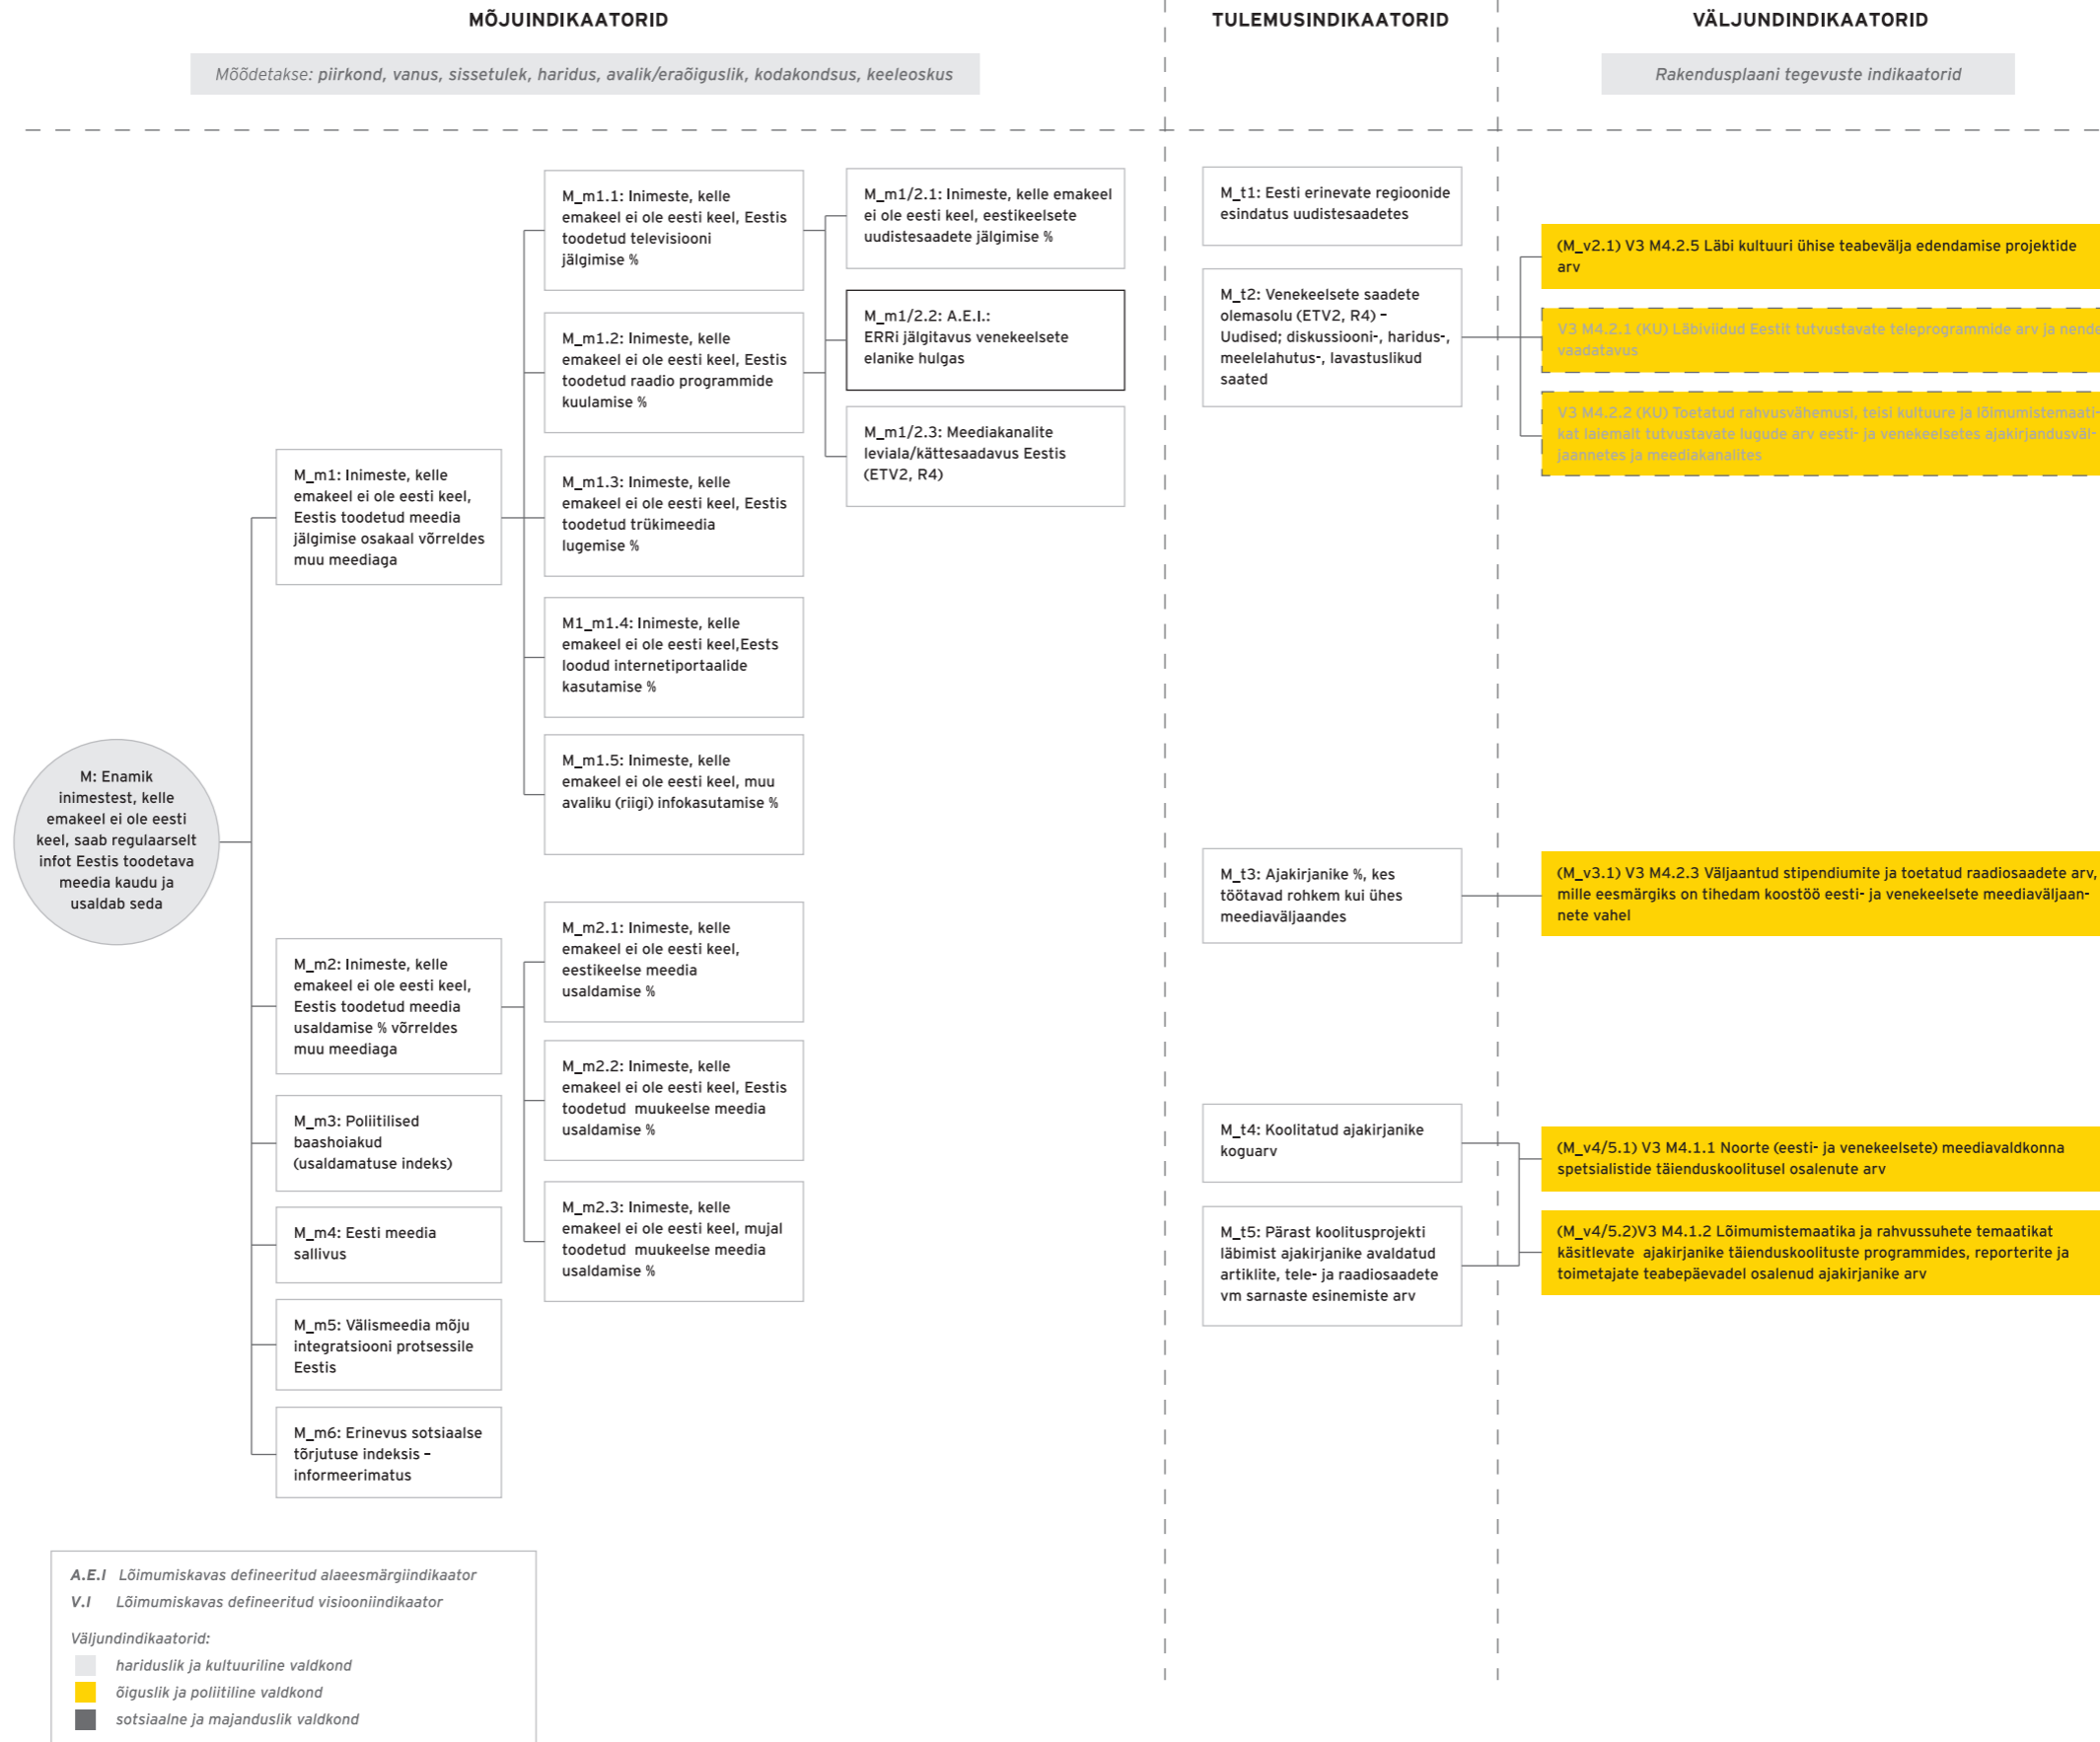 MÕJUINDIKAATORID
Mõõdetakse: piirkond, vanus, sissetulek, haridus, avalik/eraõiguslik, kodakondsus, keeleoskus
TULEMUSINDIKAATORID
VÄLJUNDINDIKAATORID
Rakendusplaani tegevuste indikaatorid
M: Enamik
inimestest, kelle
emakeel ei ole eesti
keel, saab regulaarselt
infot Eestis toodetava
meedia kaudu ja
usaldab seda
M_m1: Inimeste, kelle
emakeel ei ole eesti keel,
Eestis toodetud meedia
jälgimise osakaal võrreldes
muu meediaga
M_m2: Inimeste, kelle
emakeel ei ole eesti keel,
Eestis toodetud meedia
usaldamise % võrreldes
muu meediaga
M_m3: Poliitilised
baashoiakud
(usaldamatuse indeks)
M_m4: Eesti meedia
sallivus
M_m5: Välismeedia mõju
integratsiooni protsessile
Eestis
M_m6: Erinevus sotsiaalse
tõrjutuse indeksis –
informeerimatus
M_m1.1: Inimeste, kelle
emakeel ei ole eesti keel, Eestis
toodetud televisiooni
jälgimise %
M_m1.2: Inimeste, kelle
emakeel ei ole eesti keel, Eestis
toodetud raadio programmide
kuulamise %
M_m1.3: Inimeste, kelle
emakeel ei ole eesti keel, Eestis
toodetud trükimeedia
lugemise %
M1_m1.4: Inimeste, kelle
emakeel ei ole eesti keel,Eests
loodud internetiportaalide
kasutamise %
M_m1.5: Inimeste, kelle
emakeel ei ole eesti keel, muu
avaliku (riigi) infokasutamise %
M_m2.1: Inimeste, kelle
emakeel ei ole eesti keel,
eestikeelse meedia
usaldamise %
M_m2.2: Inimeste, kelle
emakeel ei ole eesti keel, Eestis
toodetud muukeelse meedia
usaldamise %
M_m2.3: Inimeste, kelle
emakeel ei ole eesti keel, mujal
toodetud muukeelse meedia
usaldamise %
M_m1/2.1: Inimeste, kelle emakeel
ei ole eesti keel, eestikeelsete
uudistesaadete jälgimise %
M_m1/2.2: A.E.I.:
ERRi jälgitavus venekeelsete
elanike hulgas
M_m1/2.3: Meediakanalite
leviala/kättesaadavus Eestis
(ETV2, R4)
M_t1: Eesti erinevate regioonide
esindatus uudistesaadetes
M_t2: Venekeelsete saadete
olemasolu (ETV2, R4) –
Uudised; diskussiooni-, haridus-,
meelelahutus-, lavastuslikud
saated
M_t3: Ajakirjanike %, kes
töötavad rohkem kui ühes
meediaväljaandes
M_t4: Koolitatud ajakirjanike
koguarv
M_t5: Pärast koolitusprojekti
läbimist ajakirjanike avaldatud
artiklite, tele- ja raadiosaadete
vm sarnaste esinemiste arv
(M_v2.1) V3 M4.2.5 Läbi kultuuri ühise teabevälja edendamise projektide
arv
V3 M4.2.1 (KU) Läbiviidud Eestit tutvustavate teleprogrammide arv ja nende
vaadatavus
V3 M4.2.2 (KU) Toetatud rahvusvähemusi, teisi kultuure ja lõimumistemaati-
kat laiemalt tutvustavate lugude arv eesti- ja venekeelsetes ajakirjandusväl-
jaannetes ja meediakanalites
(M_v3.1) V3 M4.2.3 Väljaantud stipendiumite ja toetatud raadiosaadete arv,
mille eesmärgiks on tihedam koostöö eesti- ja venekeelsete meediaväljaan-
nete vahel
(M_v4/5.1) V3 M4.1.1 Noorte (eesti- ja venekeelsete) meediavaldkonna
spetsialistide täienduskoolitusel osalenute arv
(M_v4/5.2)V3 M4.1.2 Lõimumistemaatika ja rahvussuhete temaatikat
käsitlevate ajakirjanike täienduskoolituste programmides, reporterite ja
toimetajate teabepäevadel osalenud ajakirjanike arv
A.E.I Lõimumiskavas defineeritud alaeesmärgiindikaator
V.I Lõimumiskavas defineeritud visiooniindikaator
Väljundindikaatorid:
hariduslik ja kultuuriline valdkond
õiguslik ja poliitiline valdkond
sotsiaalne ja majanduslik valdkond